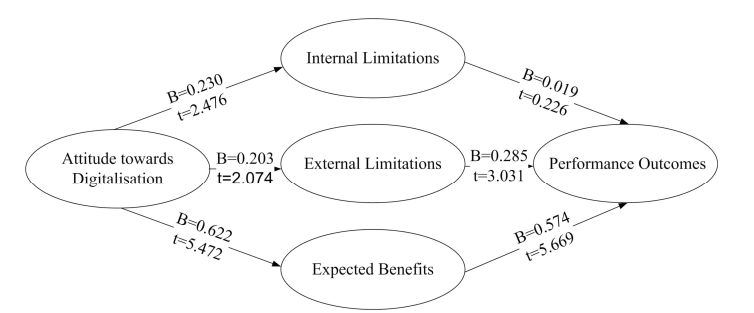 Internal Limitations
B=0.230
t=2.476
B=0.019
t=0.226
Attitude towards
Digitalisation
B=0.203
t=2.074
External Limitations
B=0.285
t=3.031
Performance Outcomes
B=0.622
t=5.472
B=0.574
t=5.669
Expected Benefits